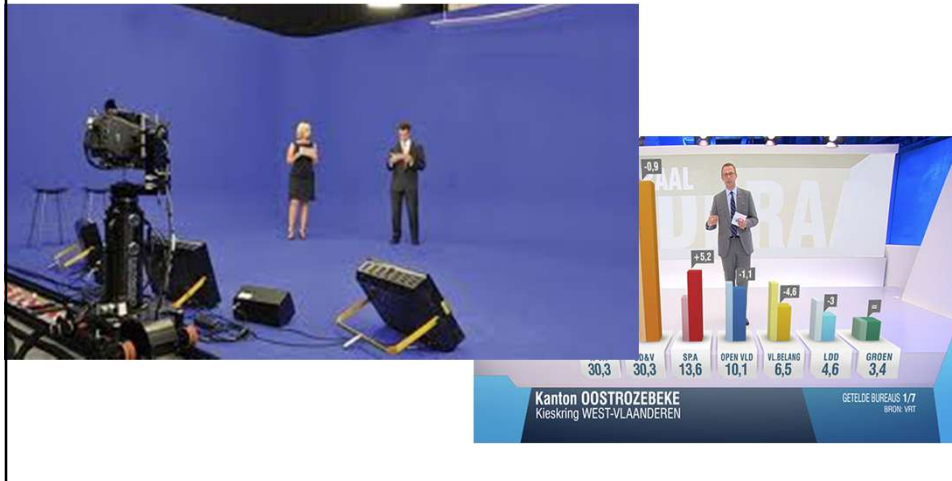 AAL
-0,9
+5,2
-1,1
-4,6
-3
=
SP.A OPEN VLD VL.BELANG LDD GROEN
30,3 30,3 13,6 10,1 6,5 4,6 3,4
Kanton OOSTROZEBEKE
Kieskring WEST-VLAANDEREN
GETELDE BUREAUS 1/7
BRON: VRT